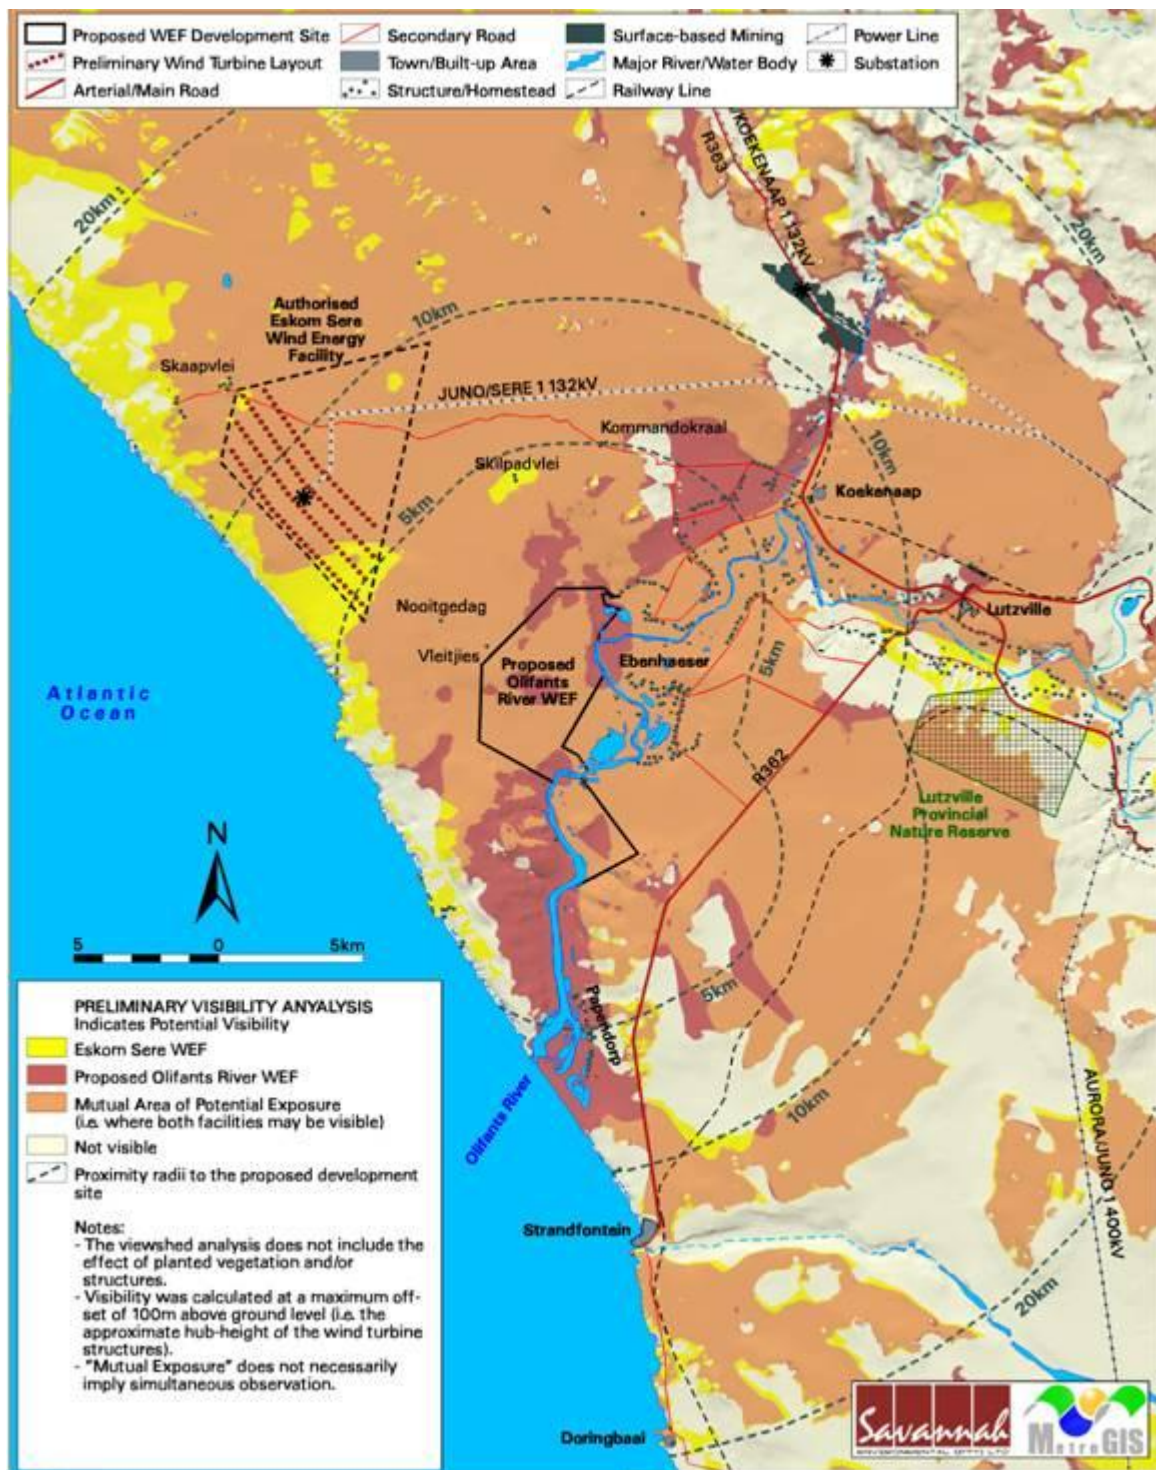 Proposed WEF Development Site
Secondary Road
Surface-based Mining
Power Line
Preliminary Wind Turbine Layout
Town/Built-up Area
Major River/Water Body
Substation
Arterial/Main Road
Structure/Homestead
Railway Line
/KOEKENAAP 1 132kV
R363
20km
20km
Authorised
Eskom Sere
Wind Energy
Facility
10km
Skaapvlei
JUNO/SERE 1 132kV
Kommandokraal
10km
Skilpadvlei
5km
Koekenaap
Nooitgedag
Lutzville
Vleitjies
Ebenhaeser
5km
Proposed
Olifants
River WEF
Atlantic
Ocean
R362
Lutzville
Provincial
Nature Reserve
N
5 0 5km
Papendorp
5km
PRELIMINARY VISIBILITY ANYALYSIS
Indicates Potential Visibility
Eskom Sere WEF
Proposed Olifants River WEF
Mutual Area of Potential Exposure
(i.e. where both facilities may be visible)
Not visible
Proximity radii to the proposed development
site
Notes:
- The viewshed analysis does not include the
effect of planted vegetation and/or
structures.
- Visibility was calculated at a maximum off-
set of 100m above ground level (i.e. the
approximate hub-height of the wind turbine
structures).
- "Mutual Exposure" does not necessarily
imply simultaneous observation.
Olifants River
10km
AURORA/JUNO 1 400kV
Strandfontein
20km
Doringbaai
Savannah
ENVIRONMENTAL (PTY) LTD
MetroGIS